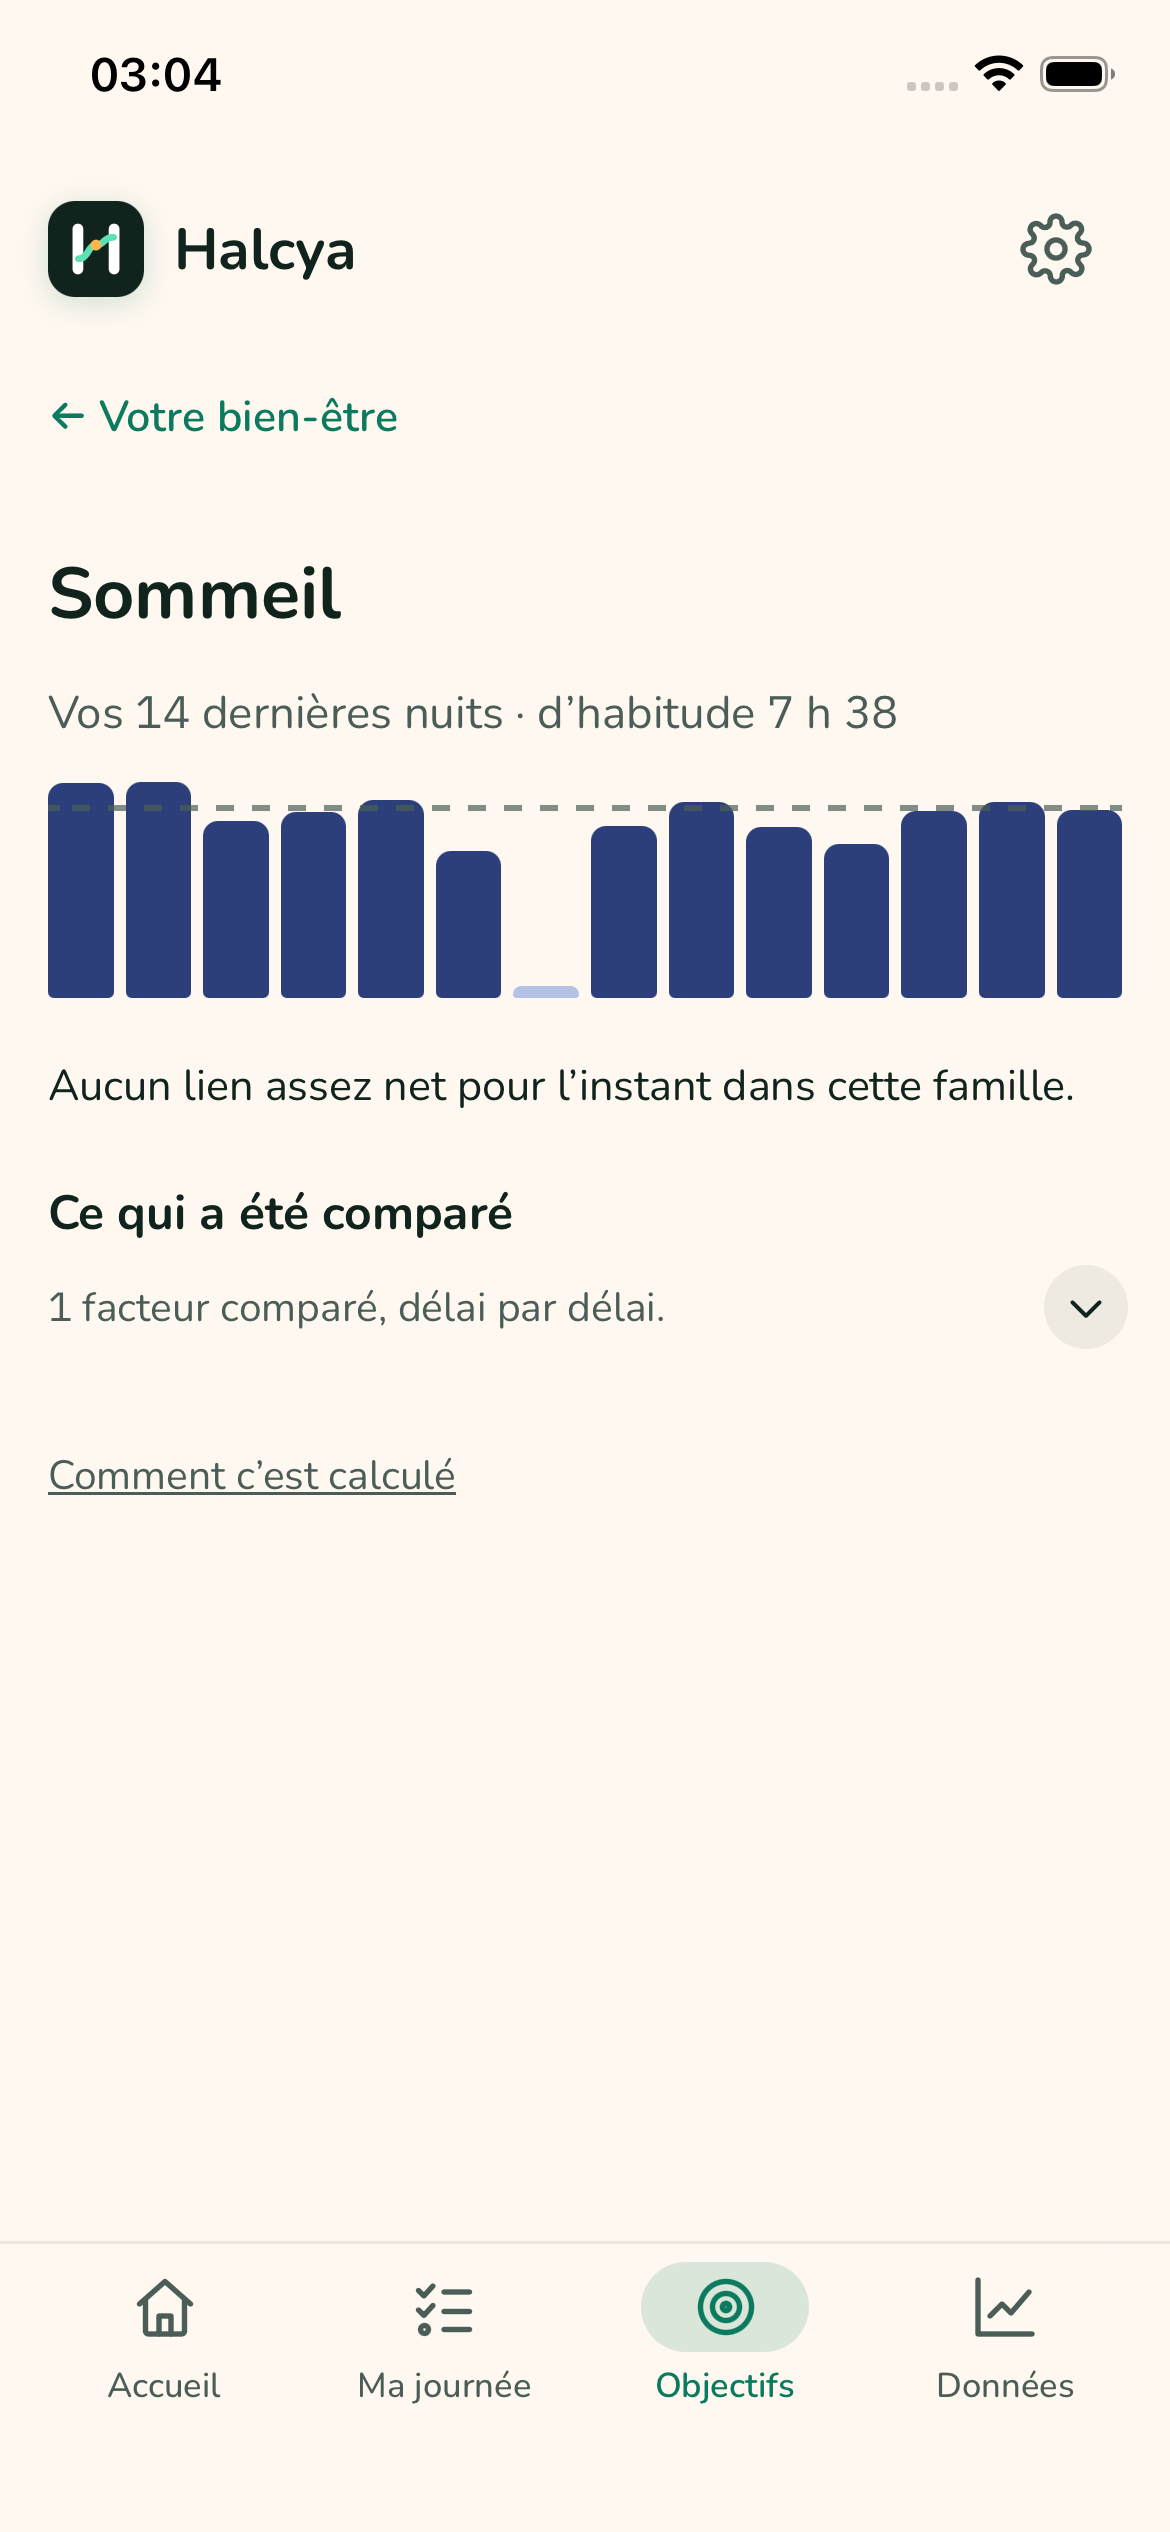 03:04
Halcya
← Votre bien-être
Sommeil
Vos 14 dernières nuits · d’habitude 7 h 38
Aucun lien assez net pour l’instant dans cette famille.
Ce qui a été comparé
1 facteur comparé, délai par délai.
Comment c’est calculé
Accueil
Ma journée
Objectifs
Données